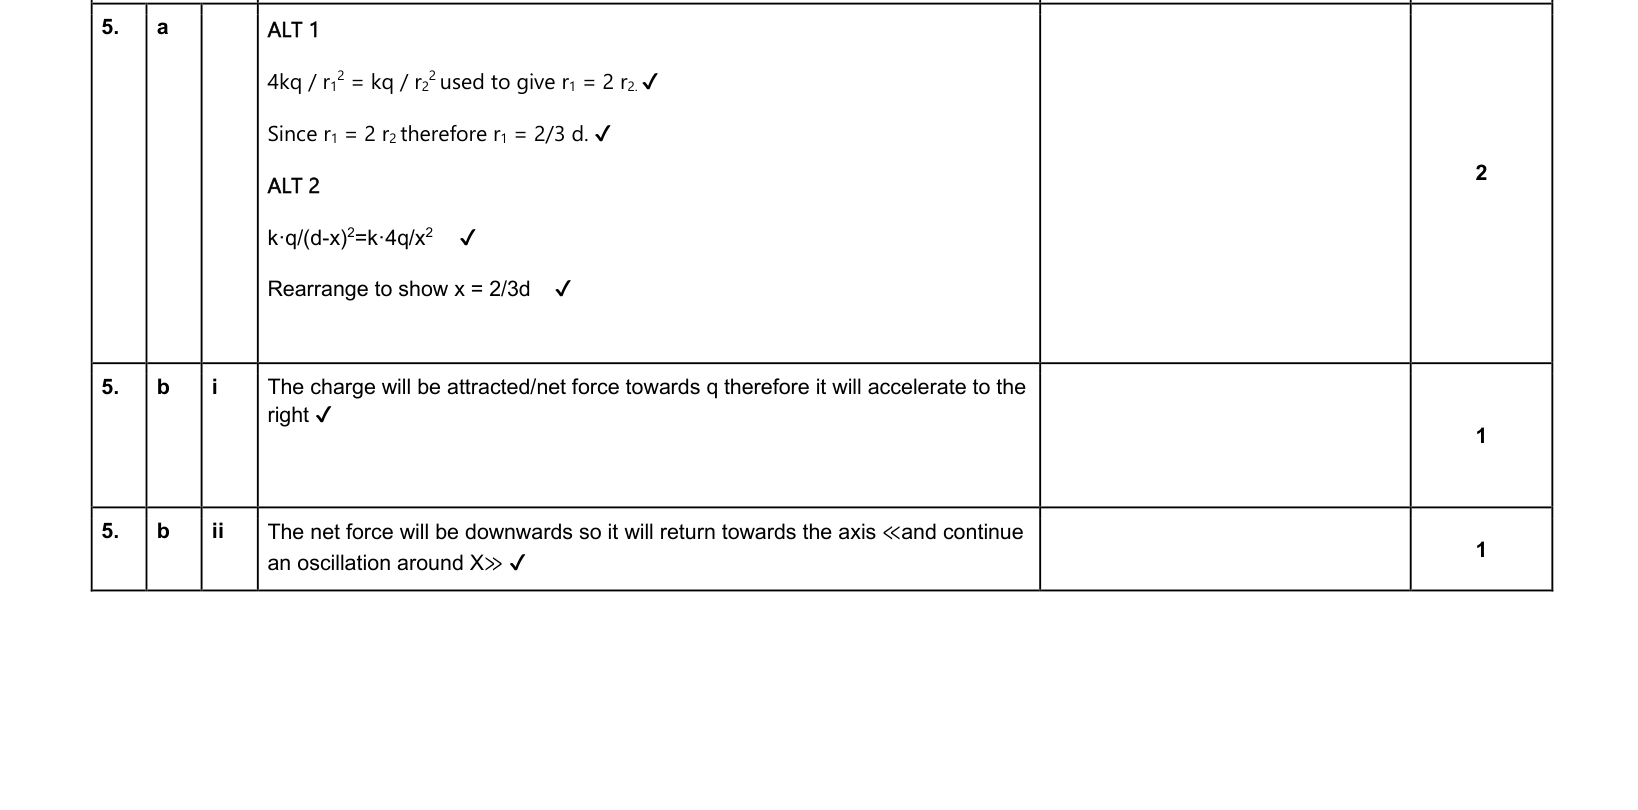 5. a ALT 1
4kq / r₁² = kq / r₂² used to give r₁ = 2 r₂. ✓
Since r₁ = 2 r₂ therefore r₁ = 2/3 d. ✓
2
ALT 2
k·q/(d-x)²=k·4q/x² ✓
Rearrange to show x = 2/3d ✓
5. b i The charge will be attracted/net force towards q therefore it will accelerate to the
right ✓
1
5. b ii The net force will be downwards so it will return towards the axis ≪and continue
an oscillation around X≫ ✓
1